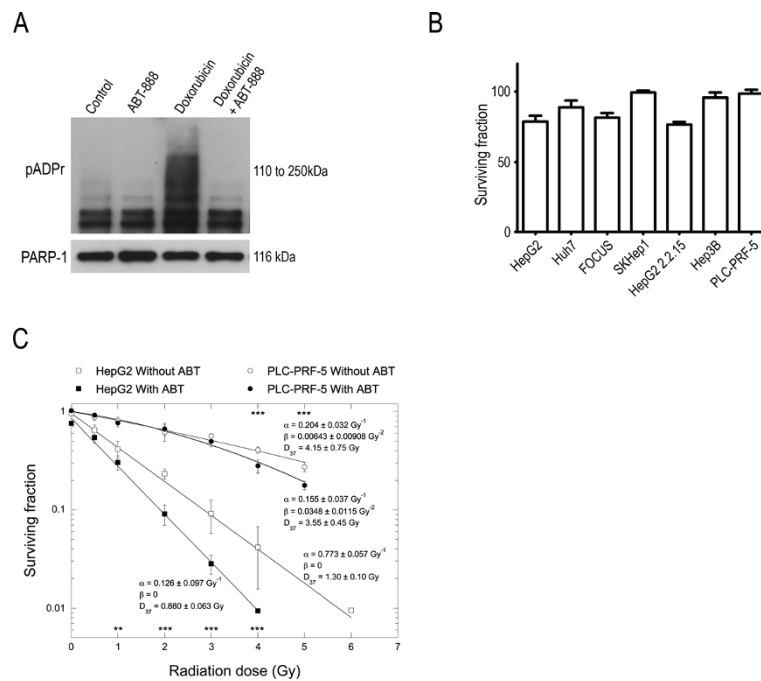 A
Control
ABT-888
Doxorubicin
Doxorubicin
+ ABT-888
pADPr
110 to 250kDa
PARP-1
116 kDa
B
Surviving fraction
100
50
0
HepG2
Huh7
FOCUS
SKHep1
HepG2 2.2.15
Hep3B
PLC-PRF-5
C
HepG2 Without ABT
PLC-PRF-5 Without ABT
HepG2 With ABT
PLC-PRF-5 With ABT
Surviving fraction
1
0.1
0.01
*** ***
α = 0.204 ± 0.032 Gy⁻¹
β = 0.00643 ± 0.00908 Gy⁻²
D₃₇ = 4.15 ± 0.75 Gy
α = 0.155 ± 0.037 Gy⁻¹
β = 0.0348 ± 0.0115 Gy⁻²
D₃₇ = 3.55 ± 0.45 Gy
α = 0.773 ± 0.057 Gy⁻¹
β = 0
D₃₇ = 1.30 ± 0.10 Gy
α = 0.126 ± 0.097 Gy⁻¹
β = 0
D₃₇ = 0.880 ± 0.063 Gy
** *** *** ***
0 1 2 3 4 5 6 7
Radiation dose (Gy)